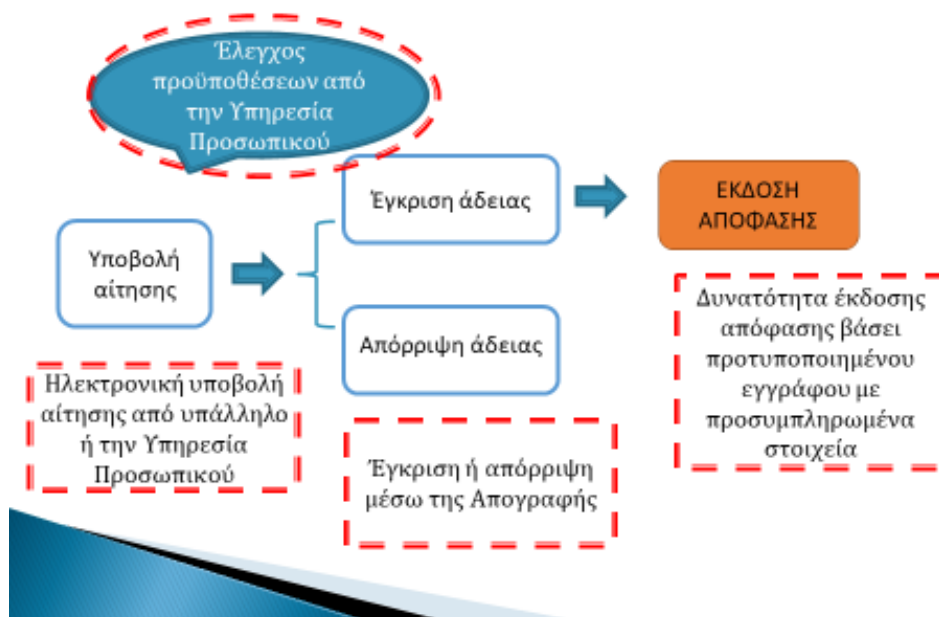 Έλεγχος
προϋποθέσεων από
την Υπηρεσία
Προσωπικού
Υποβολή
αίτησης
Έγκριση άδειας
Απόρριψη άδειας
ΕΚΔΟΣΗ
ΑΠΟΦΑΣΗΣ
Ηλεκτρονική υποβολή
αίτησης από υπάλληλο
ή την Υπηρεσία
Προσωπικού
Έγκριση ή απόρριψη
μέσω της Απογραφής
Δυνατότητα έκδοσης
απόφασης βάσει
προτυποποιημένου
εγγράφου με
προσυμπληρωμένα
στοιχεία